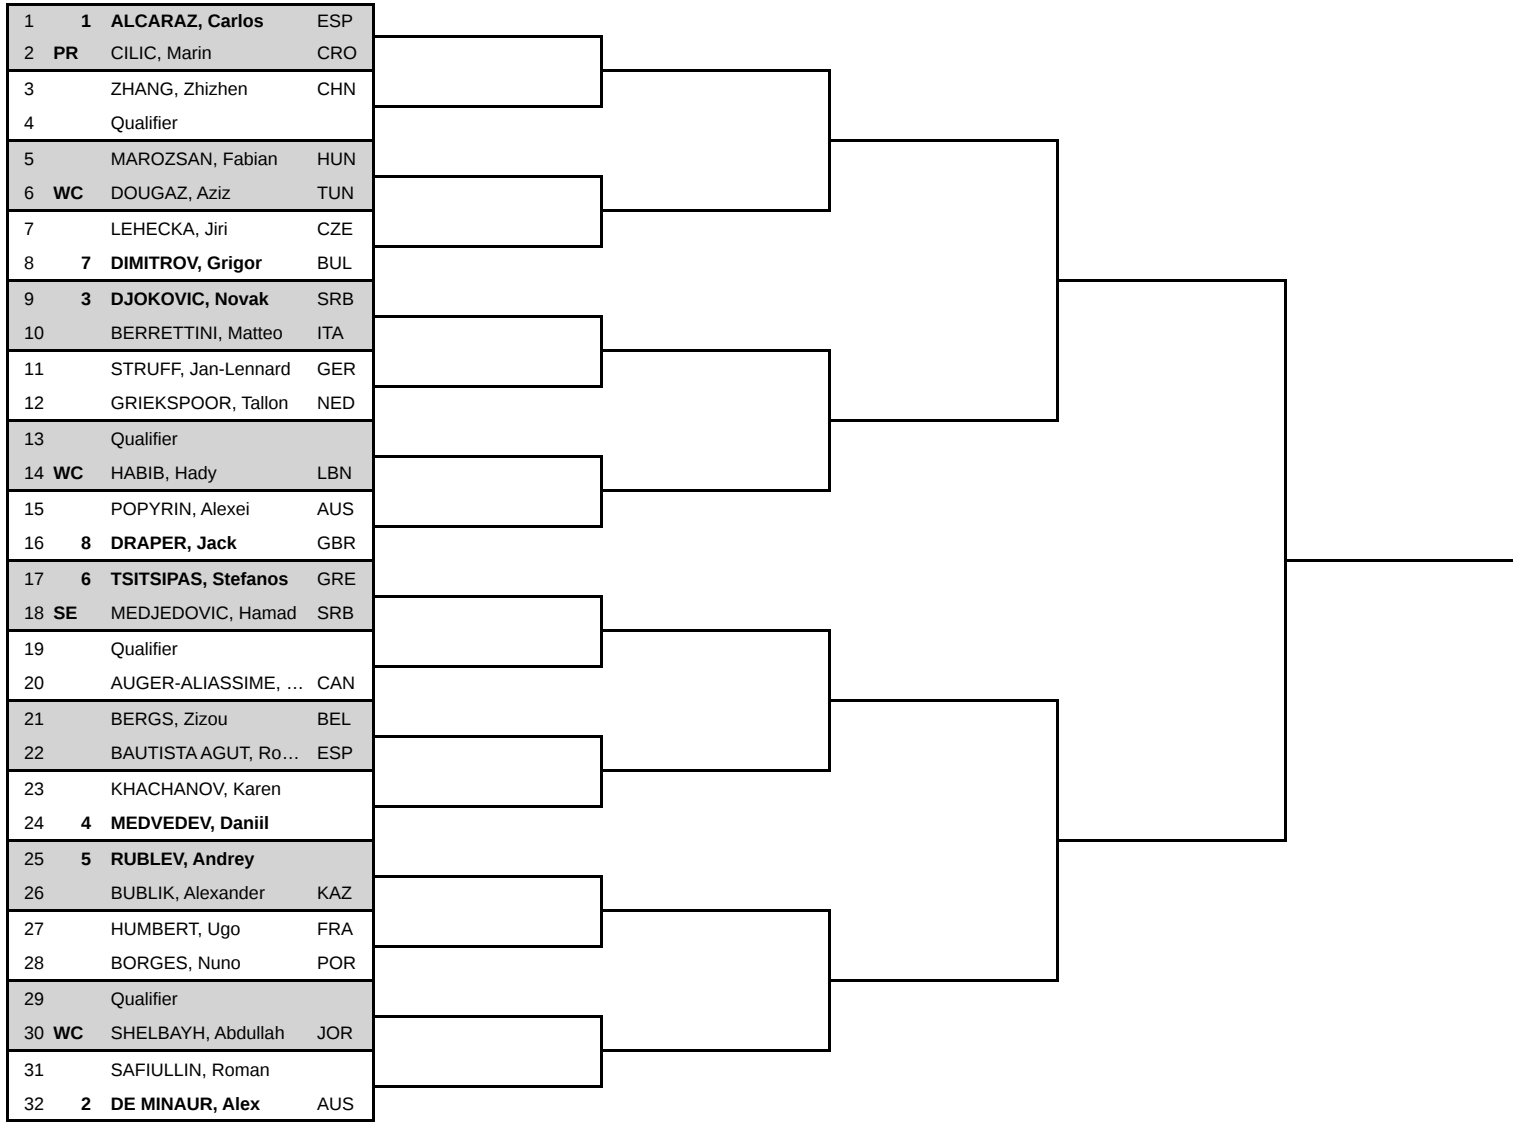 1 1 ALCARAZ, Carlos ESP
2 PR CILIC, Marin CRO
3 ZHANG, Zhizhen CHN
4 Qualifier
5 MAROZSAN, Fabian HUN
6 WC DOUGAZ, Aziz TUN
7 LEHECKA, Jiri CZE
8 7 DIMITROV, Grigor BUL
9 3 DJOKOVIC, Novak SRB
10 BERRETTINI, Matteo ITA
11 STRUFF, Jan-Lennard GER
12 GRIEKSPOOR, Tallon NED
13 Qualifier
14 WC HABIB, Hady LBN
15 POPYRIN, Alexei AUS
16 8 DRAPER, Jack GBR
17 6 TSITSIPAS, Stefanos GRE
18 SE MEDJEDOVIC, Hamad SRB
19 Qualifier
20 AUGER-ALIASSIME, … CAN
21 BERGS, Zizou BEL
22 BAUTISTA AGUT, Ro… ESP
23 KHACHANOV, Karen
24 4 MEDVEDEV, Daniil
25 5 RUBLEV, Andrey
26 BUBLIK, Alexander KAZ
27 HUMBERT, Ugo FRA
28 BORGES, Nuno POR
29 Qualifier
30 WC SHELBAYH, Abdullah JOR
31 SAFIULLIN, Roman
32 2 DE MINAUR, Alex AUS